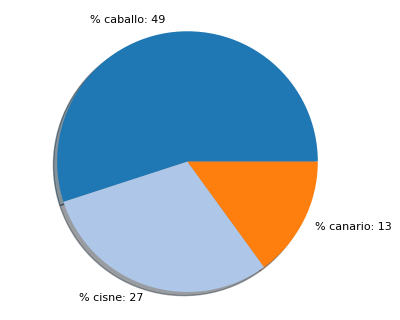 % caballo: 49
% canario: 13
% cisne: 27